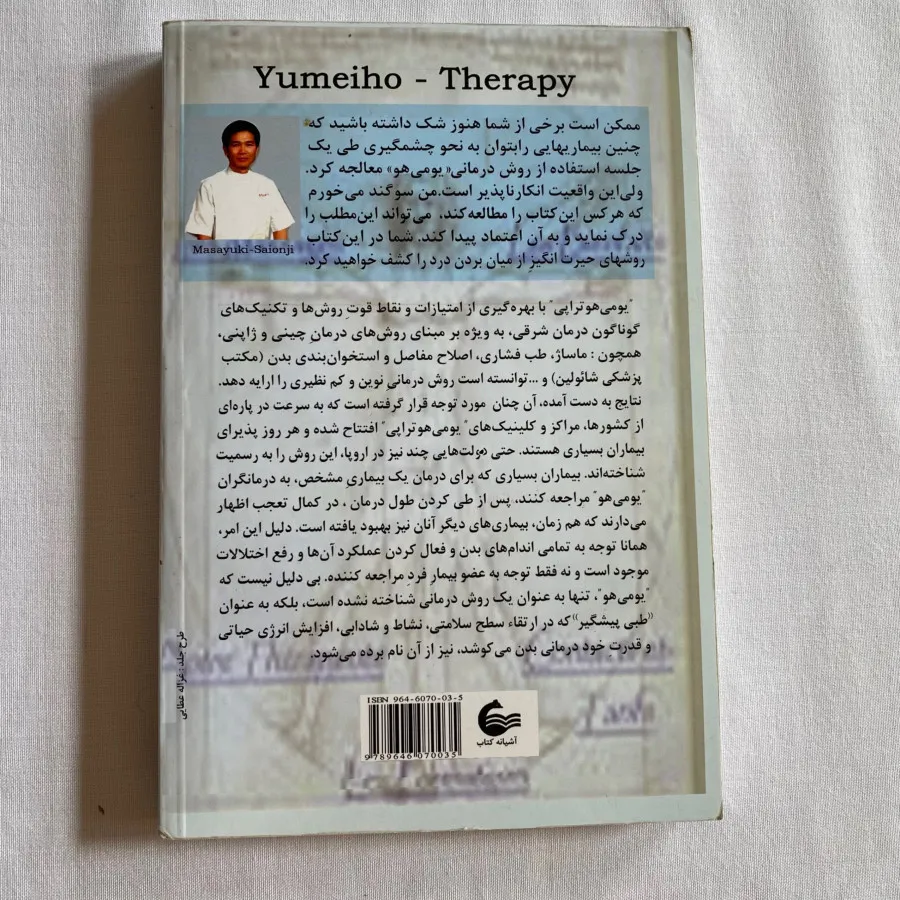 Yumeiho - Therapy
ممکن است برخی از شما هنوز شک داشته باشید که
چنین بیماریهایی رابتوان به نحو چشمگیری طی یک
جلسه استفاده از روش درمانی«یومی‌هو» معالجه کرد.
ولی‌این واقعیت انکارناپذیر است.من سوگند می‌خورم
که هرکس این‌کتاب را مطالعه‌کند، می‌تواند این‌مطلب را
درک نماید و به آن اعتماد پیدا کند. شما در این‌کتاب
روشهای حیرت انگیزِ از میان بردن درد را کشف خواهید کرد.
Masayuki-Saionji
"یومی‌هوتراپی" با بهره‌گیری از امتیازات و نقاط قوتِ روش‌ها و تکنیک‌های
گوناگون درمان شرقی، به ویژه بر مبنای روش‌های درمانِ چینی و ژاپنی،
همچون : ماساژ، طب فشاری، اصلاح مفاصل و استخوان‌بندی بدن (مکتب
پزشکی شائولین) و ...توانسته است روش درمانیِ نوین و کم نظیری را ارایه دهد.
نتایج به دست آمده، آن چنان مورد توجه قرار گرفته است که به سرعت در پاره‌ای
از کشورها، مراکز و کلینیک‌های" یومی‌هوتراپی" افتتاح شده و هر روز پذیرای
بیماران بسیاری هستند. حتی دولت‌هایی چند نیز در اروپا، این روش را به رسمیت
شناخته‌اند. بیماران بسیاری که برای درمان یک بیماریِ مشخص، به درمانگران
"یومی‌هو" مراجعه کنند، پس از طی کردن طول درمان ، در کمال تعجب اظهار
می‌دارند که هم زمان، بیماری‌های دیگر آنان نیز بهبود یافته است. دلیل این امر،
همانا توجه به تمامی اندام‌های بدن و فعال کردن عملکرد آن‌ها و رفع اختلالات
موجود است و نه فقط توجه به عضو بیمارِ فردِ مراجعه کننده. بی دلیل نیست که
"یومی‌هو"، تنها به عنوان یک روش درمانی شناخته نشده است، بلکه به عنوان
"طبی پیشگیر" که در ارتقاء سطح سلامتی، نشاط و شادابی، افزایش انرژی حیاتی
و قدرتِ خود درمانی بدن می‌کوشد، نیز از آن نام برده می‌شود.
طرح جلد : غزاله عطایی
ISBN 964-6070-03-5
9 789646 070035
آشیانه کتاب